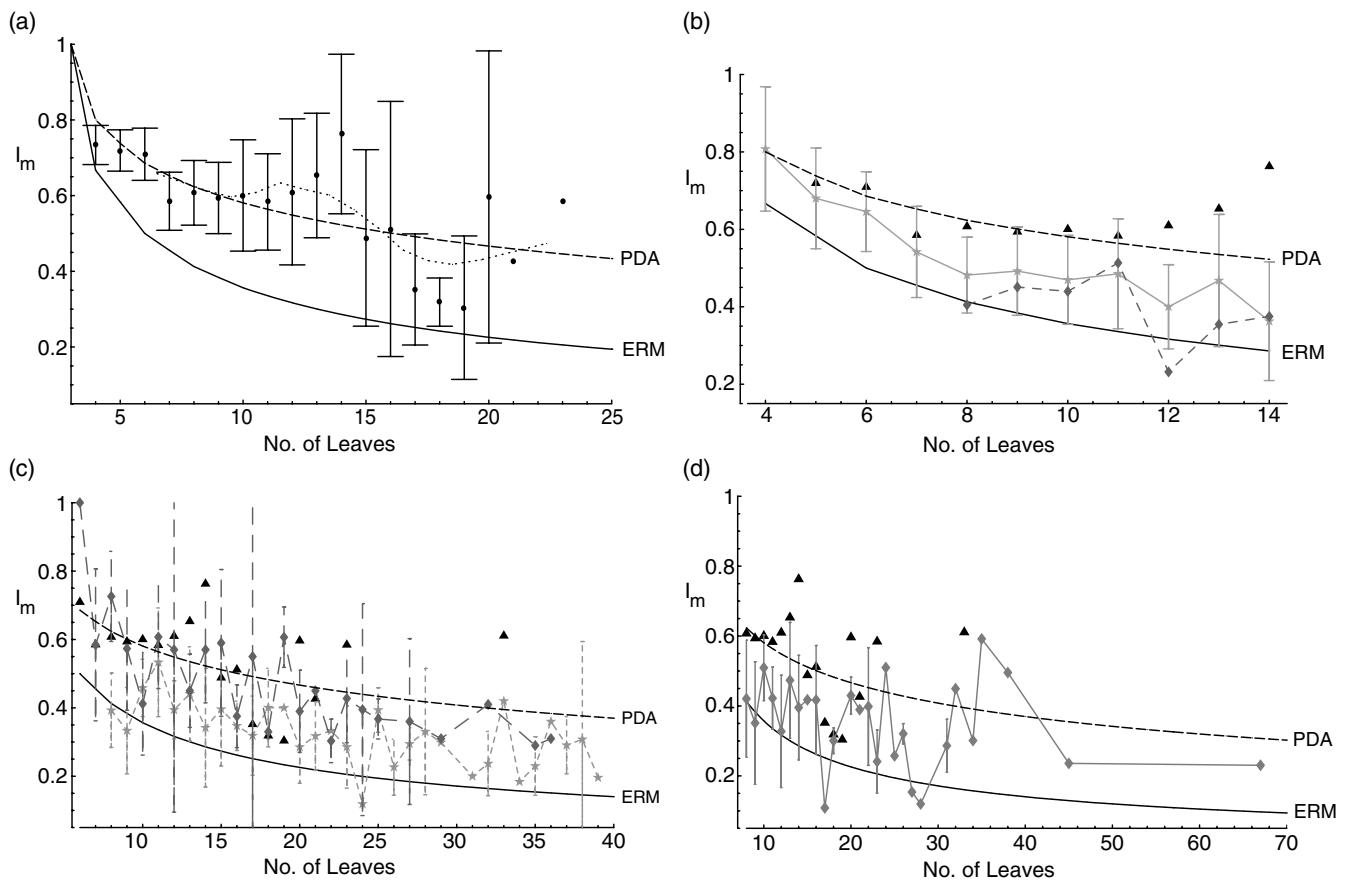 (a)
1
0.8
I_m
0.6
0.4
0.2
PDA
ERM
5 10 15 20 25
No. of Leaves
(b)
1
0.8
I_m
0.6
0.4
0.2
PDA
ERM
4 6 8 10 12 14
No. of Leaves
(c)
1
0.8
I_m
0.6
0.4
0.2
PDA
ERM
10 15 20 25 30 35 40
No. of Leaves
(d)
1
0.8
I_m
0.6
0.4
0.2
PDA
ERM
10 20 30 40 50 60 70
No. of Leaves